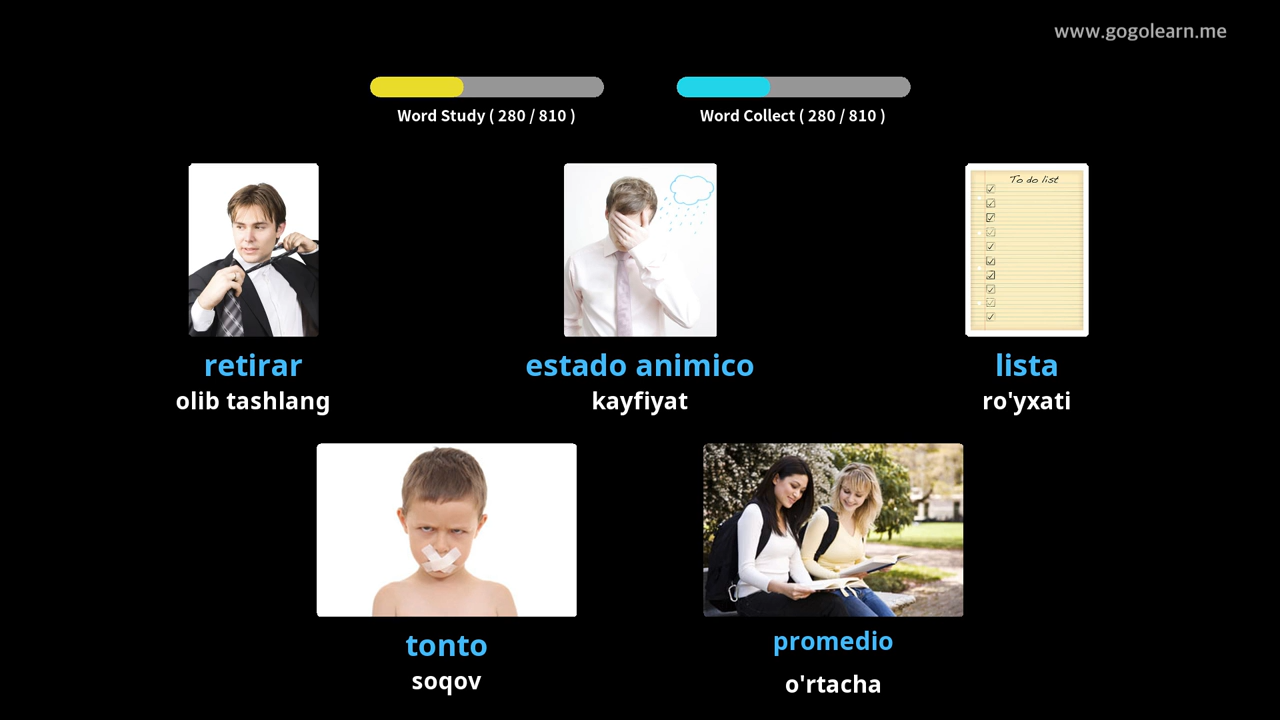 www.gogolearn.me
Word Study ( 280 / 810 )
Word Collect ( 280 / 810 )
To do list
retirar
olib tashlang
estado animico
kayfiyat
lista
ro'yxati
tonto
soqov
promedio
o'rtacha